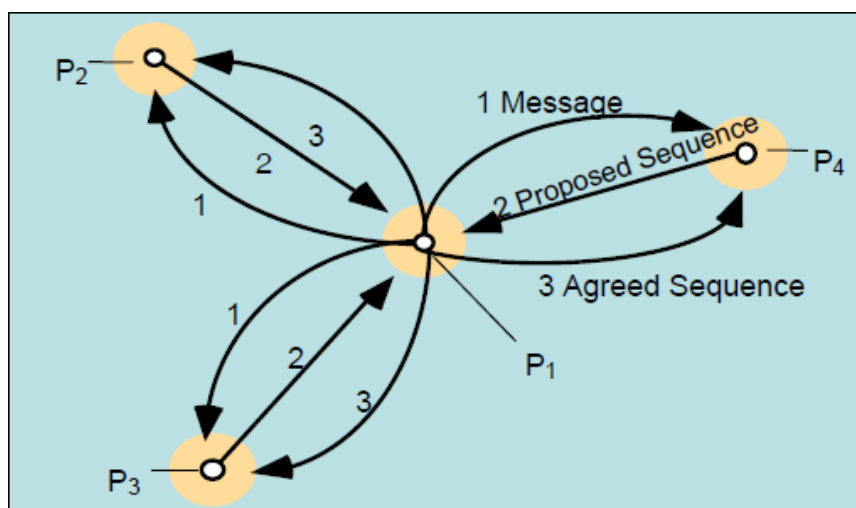 P₂
3
2
1
1 Message
2 Proposed Sequence
P₄
3 Agreed Sequence
P₁
1
2
3
P₃